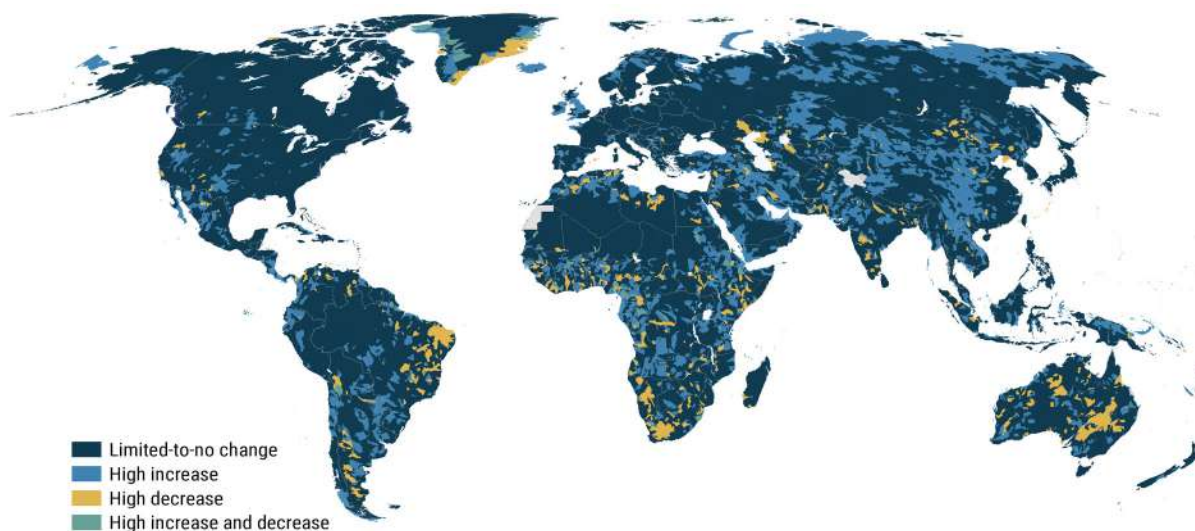 Limited-to-no change
High increase
High decrease
High increase and decrease